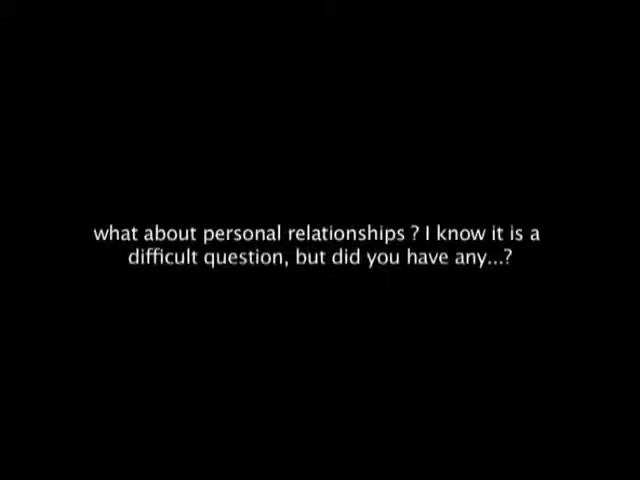 what about personal relationships ? I know it is a
difficult question, but did you have any...?